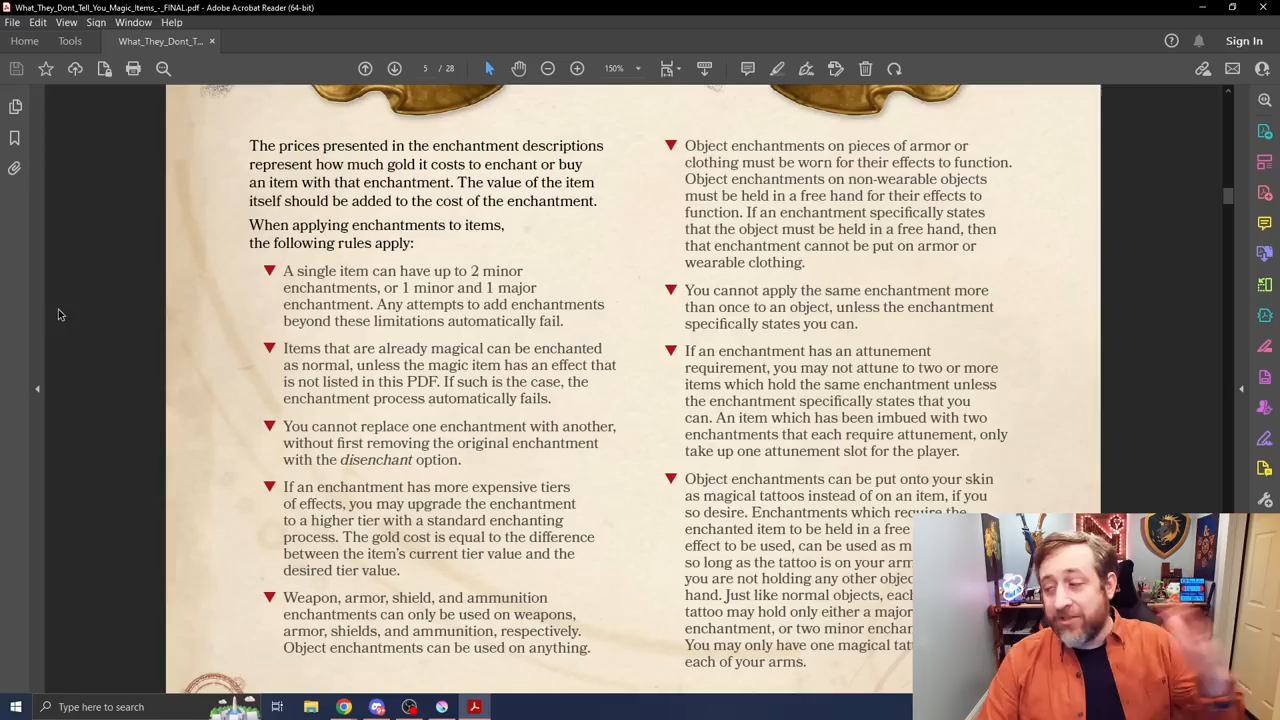 What_They_Dont_Tell_You_Magic_Items_-_FINAL.pdf - Adobe Acrobat Reader (64-bit)
File Edit View Sign Window Help
Home Tools What_They_Dont_T... × Sign In
5 / 28 150%
The prices presented in the enchantment descriptions
represent how much gold it costs to enchant or buy
an item with that enchantment. The value of the item
itself should be added to the cost of the enchantment.
When applying enchantments to items,
the following rules apply:
A single item can have up to 2 minor
enchantments, or 1 minor and 1 major
enchantment. Any attempts to add enchantments
beyond these limitations automatically fail.
Items that are already magical can be enchanted
as normal, unless the magic item has an effect that
is not listed in this PDF. If such is the case, the
enchantment process automatically fails.
You cannot replace one enchantment with another,
without first removing the original enchantment
with the disenchant option.
If an enchantment has more expensive tiers
of effects, you may upgrade the enchantment
to a higher tier with a standard enchanting
process. The gold cost is equal to the difference
between the item's current tier value and the
desired tier value.
Weapon, armor, shield, and ammunition
enchantments can only be used on weapons,
armor, shields, and ammunition, respectively.
Object enchantments can be used on anything.
Object enchantments on pieces of armor or
clothing must be worn for their effects to function.
Object enchantments on non-wearable objects
must be held in a free hand for their effects to
function. If an enchantment specifically states
that the object must be held in a free hand, then
that enchantment cannot be put on armor or
wearable clothing.
You cannot apply the same enchantment more
than once to an object, unless the enchantment
specifically states you can.
If an enchantment has an attunement
requirement, you may not attune to two or more
items which hold the same enchantment unless
the enchantment specifically states that you
can. An item which has been imbued with two
enchantments that each require attunement, only
take up one attunement slot for the player.
Object enchantments can be put onto your skin
as magical tattoos instead of on an item, if you
so desire. Enchantments which require the
enchanted item to be held in a free
effect to be used, can be used as
so long as the tattoo is on your arm
you are not holding any other
hand. Just like normal objects,
tattoo may hold only either a major
enchantment, or two minor
You may only have one magical
each of your arms.
Type here to search